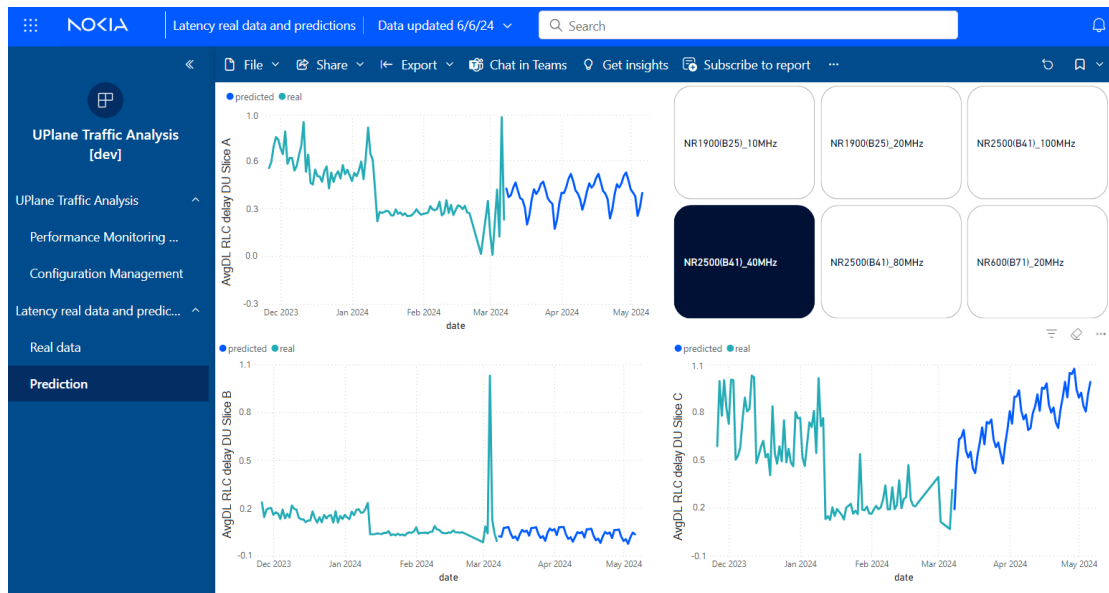 NOKIA
Latency real data and predictions
Data updated 6/6/24
Search
File
Share
Export
Chat in Teams
Get insights
Subscribe to report
...
UPlane Traffic Analysis
[dev]
UPlane Traffic Analysis
Performance Monitoring ...
Configuration Management
Latency real data and predic...
Real data
Prediction
predicted real
AvgDL RLC delay DU Slice A
1.0
0.6
0.3
0.0
-0.3
Dec 2023 Jan 2024 Feb 2024 Mar 2024 Apr 2024 May 2024
date
NR1900(B25)_10MHz
NR1900(B25)_20MHz
NR2500(B41)_100MHz
NR2500(B41)_40MHz
NR2500(B41)_80MHz
NR600(B71)_20MHz
predicted real
AvgDL RLC delay DU Slice B
1.1
0.8
0.5
0.2
-0.1
Dec 2023 Jan 2024 Feb 2024 Mar 2024 Apr 2024 May 2024
date
predicted real
AvgDL RLC delay DU Slice C
1.1
0.8
0.5
0.2
-0.1
Dec 2023 Jan 2024 Feb 2024 Mar 2024 Apr 2024 May 2024
date